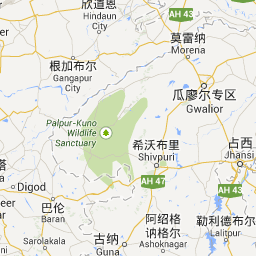 欣道恩
Hindaun
City
AH 43
莫雷纳
Morena
根加布尔
Gangapur
City
瓜廖尔专区
Gwalior
Palpur-Kuno
Wildlife
Sanctuary
希沃布里
Shivpuri
占西
Jhansi
塔
Digod
AH 47
AH 43
巴伦
Baran
阿绍格
讷格尔
Ashoknagar
勒利德布尔
Lalitpur
古纳
Guna
Sarolakala